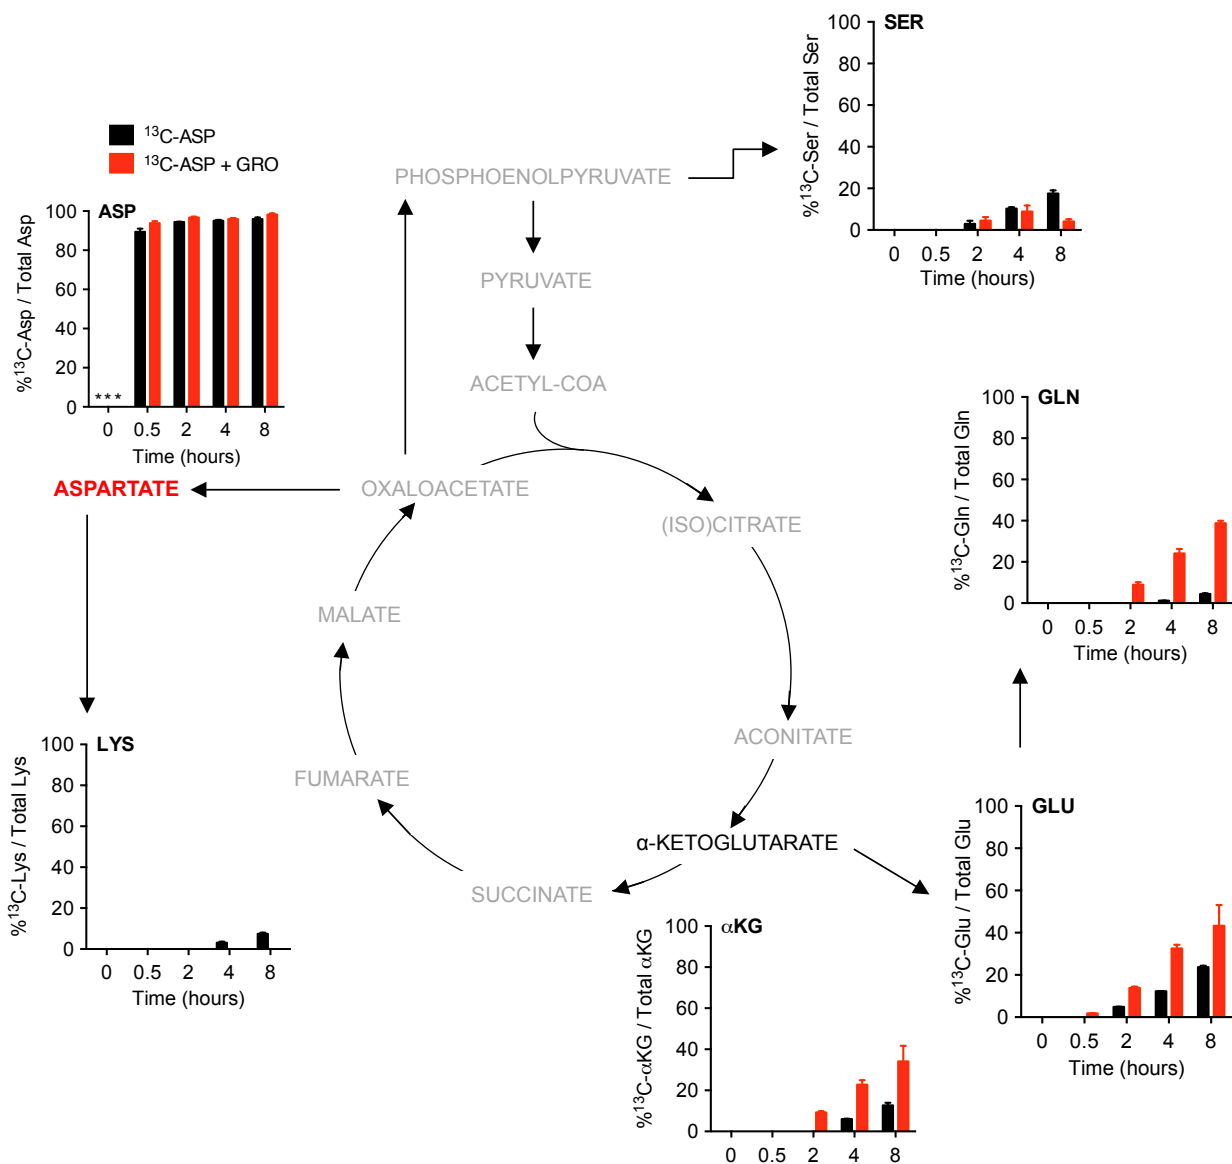 SER
%¹³C-Ser / Total Ser
100
80
60
40
20
0
0 0.5 2 4 8
Time (hours)
¹³C-ASP
¹³C-ASP + GRO
ASP
%¹³C-Asp / Total Asp
100
80
60
40
20
0
***
0 0.5 2 4 8
Time (hours)
PHOSPHOENOLPYRUVATE
PYRUVATE
ACETYL-COA
ASPARTATE
OXALOACETATE
(ISO)CITRATE
MALATE
ACONITATE
FUMARATE
α-KETOGLUTARATE
SUCCINATE
GLN
%¹³C-Gln / Total Gln
100
80
60
40
20
0
0 0.5 2 4 8
Time (hours)
LYS
%¹³C-Lys / Total Lys
100
80
60
40
20
0
0 0.5 2 4 8
Time (hours)
GLU
%¹³C-Glu / Total Glu
100
80
60
40
20
0
0 0.5 2 4 8
Time (hours)
αKG
%¹³C-αKG / Total αKG
100
80
60
40
20
0
0 0.5 2 4 8
Time (hours)